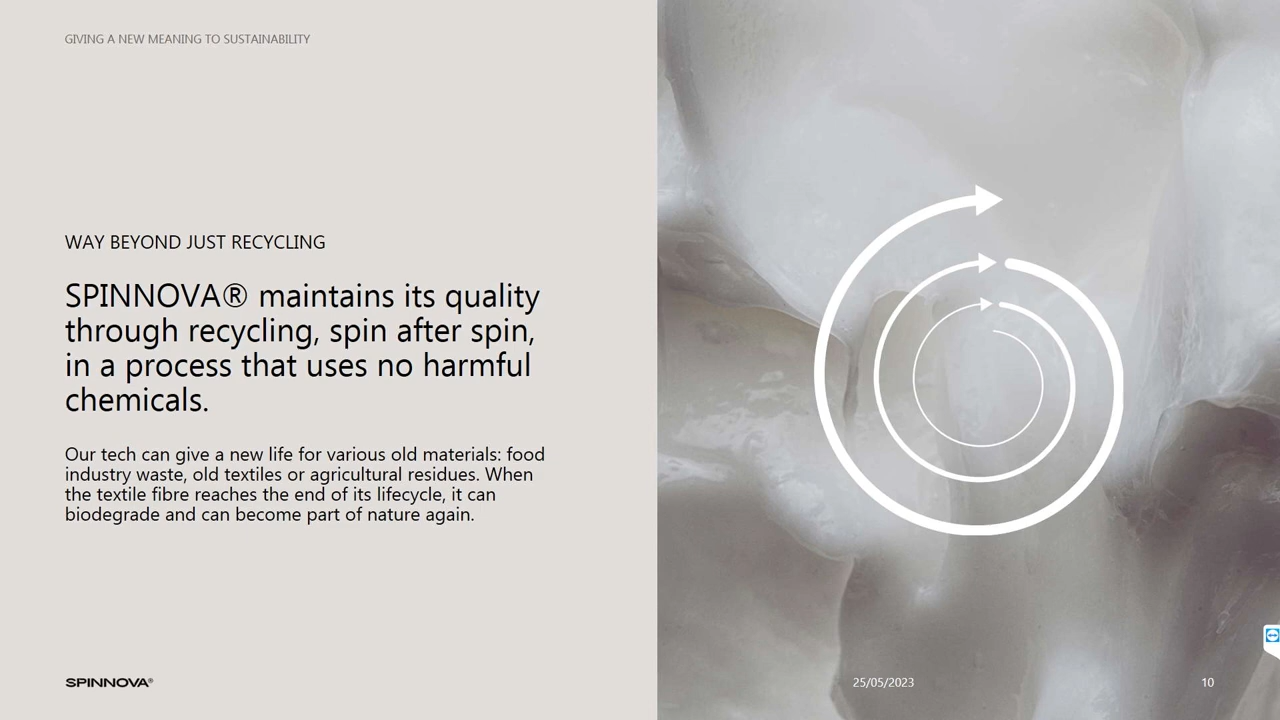 GIVING A NEW MEANING TO SUSTAINABILITY
WAY BEYOND JUST RECYCLING
SPINNOVA® maintains its quality
through recycling, spin after spin,
in a process that uses no harmful
chemicals.
Our tech can give a new life for various old materials: food
industry waste, old textiles or agricultural residues. When
the textile fibre reaches the end of its lifecycle, it can
biodegrade and can become part of nature again.
SPINNOVA®
25/05/2023
10